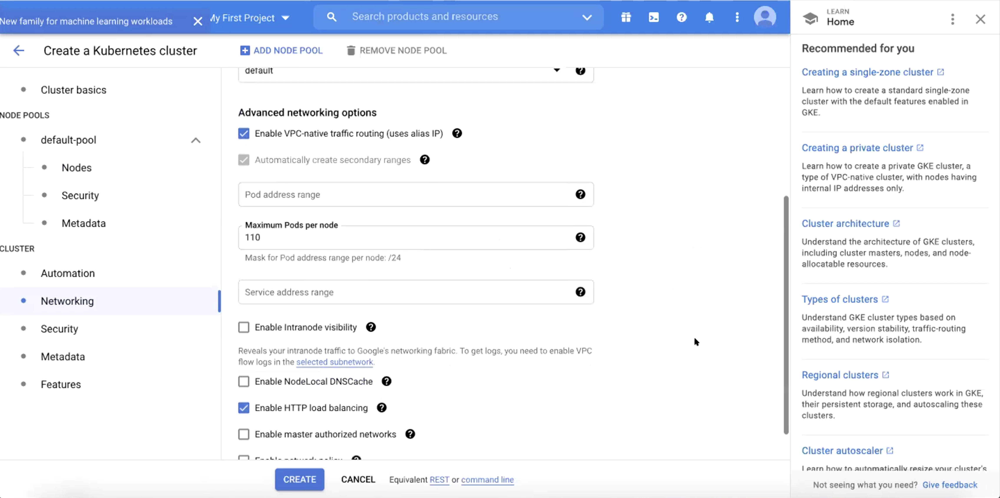 New family for machine learning workloads
My First Project
Search products and resources
LEARN
Home
Create a Kubernetes cluster
ADD NODE POOL
REMOVE NODE POOL
Cluster basics
NODE POOLS
default-pool
Nodes
Security
Metadata
CLUSTER
Automation
Networking
Security
Metadata
Features
default
Advanced networking options
Enable VPC-native traffic routing (uses alias IP)
Automatically create secondary ranges
Pod address range
Maximum Pods per node
110
Mask for Pod address range per node: /24
Service address range
Enable Intranode visibility
Reveals your intranode traffic to Google's networking fabric. To get logs, you need to enable VPC
flow logs in the selected subnetwork.
Enable NodeLocal DNSCache
Enable HTTP load balancing
Enable master authorized networks
Enable network policy
CREATE
CANCEL
Equivalent REST or command line
Recommended for you
Creating a single-zone cluster
Learn how to create a standard single-zone
cluster with the default features enabled in
GKE.
Creating a private cluster
Learn how to create a private GKE cluster, a
type of VPC-native cluster, with nodes having
internal IP addresses only.
Cluster architecture
Understand the architecture of GKE clusters,
including cluster masters, nodes, and node-
allocatable resources.
Types of clusters
Understand GKE cluster types based on
availability, version stability, traffic-routing
method, and network isolation.
Regional clusters
Understand how regional clusters work in GKE,
their persistent storage, and autoscaling these
clusters.
Cluster autoscaler
Learn how to automatically resize your cluster's
Not seeing what you need? Give feedback